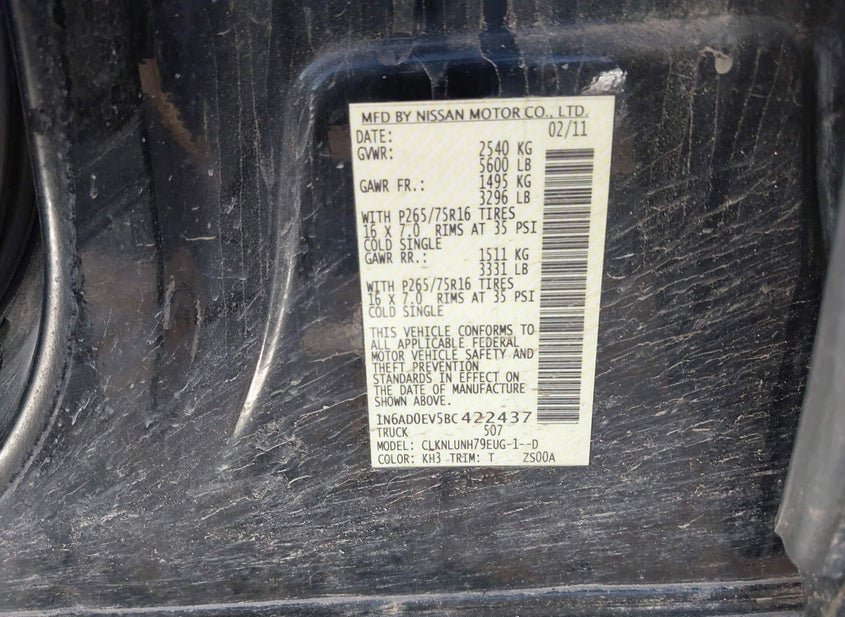 MFD BY NISSAN MOTOR CO., LTD.
DATE: 02/11
GVWR: 2540 KG
5600 LB
GAWR FR.: 1495 KG
3296 LB
WITH P265/75R16 TIRES
16 X 7.0 RIMS AT 35 PSI
COLD SINGLE
GAWR RR.: 1511 KG
3331 LB
WITH P265/75R16 TIRES
16 X 7.0 RIMS AT 35 PSI
COLD SINGLE
THIS VEHICLE CONFORMS TO
ALL APPLICABLE FEDERAL
MOTOR VEHICLE SAFETY AND
THEFT PREVENTION
STANDARDS IN EFFECT ON
THE DATE OF MANUFACTURE
SHOWN ABOVE.
1N6AD0EV5BC422437
TRUCK 507
MODEL: CLKNLUNH79EUG-1--D
COLOR: KH3 TRIM: T ZS00A